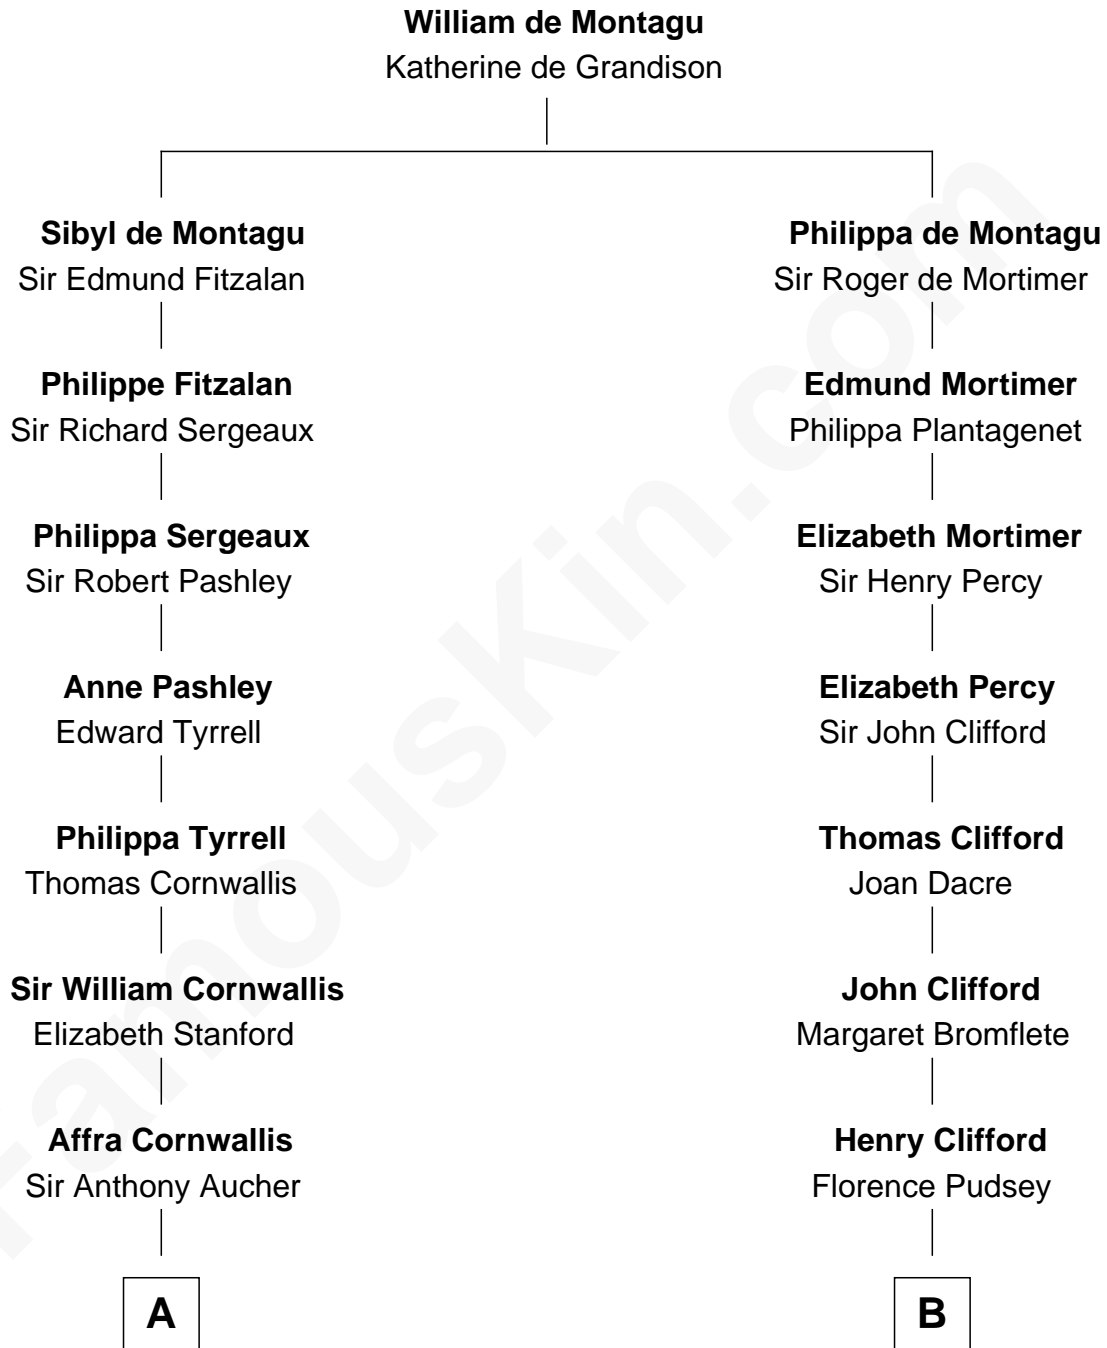 William de Montagu
Katherine de Grandison
Sibyl de Montagu
Sir Edmund Fitzalan
Philippa de Montagu
Sir Roger de Mortimer
Philippe Fitzalan
Sir Richard Sergeaux
Edmund Mortimer
Philippa Plantagenet
Philippa Sergeaux
Sir Robert Pashley
Elizabeth Mortimer
Sir Henry Percy
Anne Pashley
Edward Tyrrell
Elizabeth Percy
Sir John Clifford
Philippa Tyrrell
Thomas Cornwallis
Thomas Clifford
Joan Dacre
Sir William Cornwallis
Elizabeth Stanford
John Clifford
Margaret Bromflete
Affra Cornwallis
Sir Anthony Aucher
Henry Clifford
Florence Pudsey
A
B
FamousKin.com